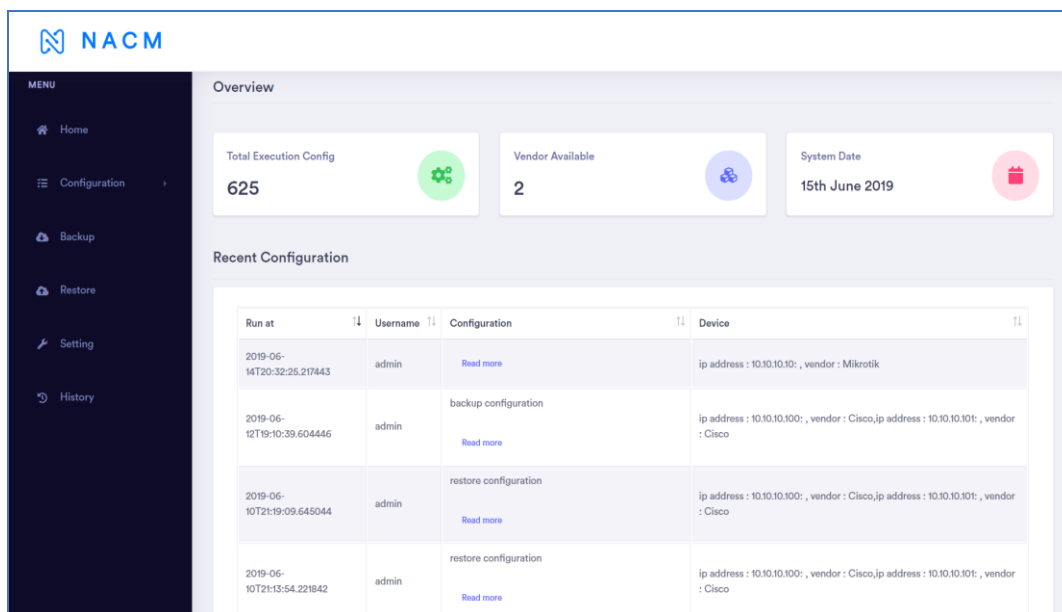 NACM
MENU
Home
Configuration
Backup
Restore
Setting
History
Overview
Total Execution Config
625
Vendor Available
2
System Date
15th June 2019
Recent Configuration
Run at Username Configuration Device
2019-06-
14T20:32:25.217443
admin
Read more
ip address : 10.10.10.10: , vendor : Mikrotik
2019-06-
12T19:10:39.604446
admin
backup configuration
Read more
ip address : 10.10.10.100: , vendor : Cisco,ip address : 10.10.10.101: , vendor
: Cisco
2019-06-
10T21:19:09.645044
admin
restore configuration
Read more
ip address : 10.10.10.100: , vendor : Cisco,ip address : 10.10.10.101: , vendor
: Cisco
2019-06-
10T21:13:54.221842
admin
restore configuration
Read more
ip address : 10.10.10.100: , vendor : Cisco,ip address : 10.10.10.101: , vendor
: Cisco